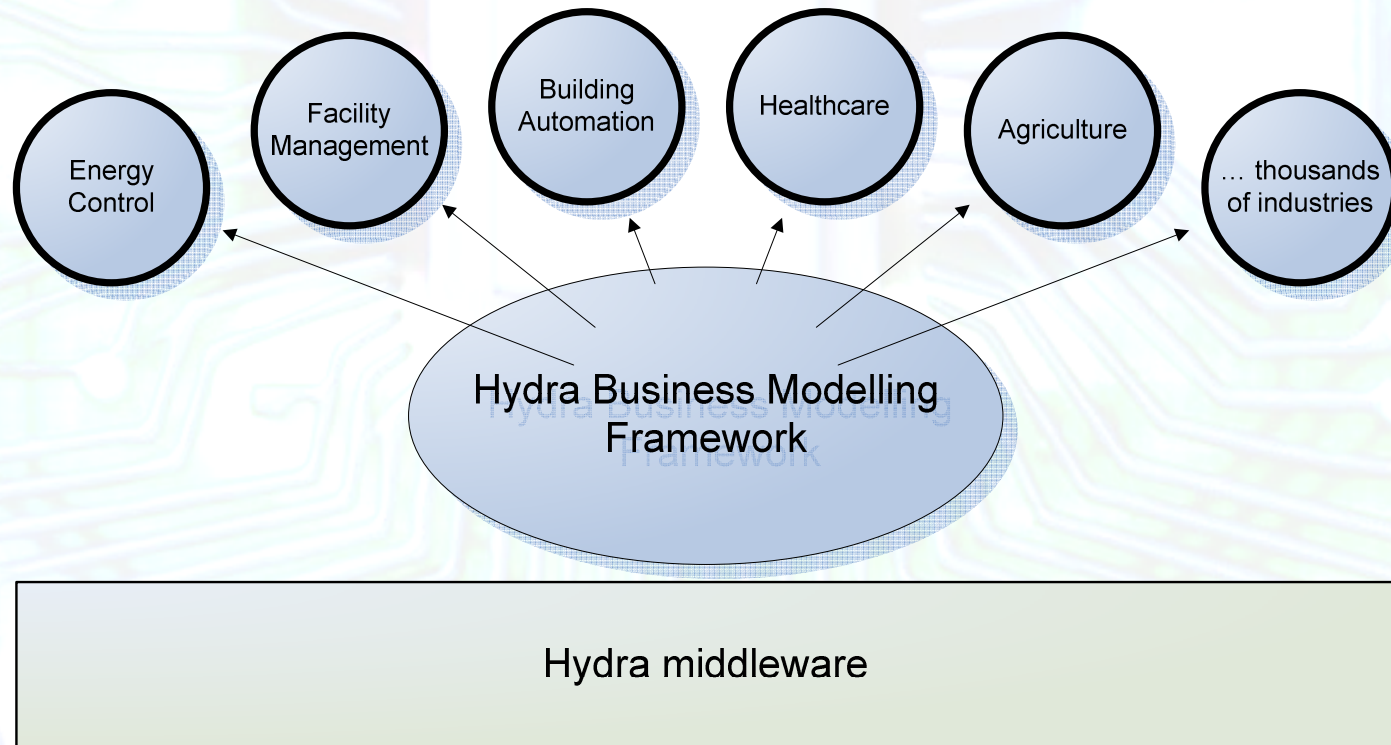 Energy
Control
Facility
Management
Building
Automation
Healthcare
Agriculture
… thousands
of industries
Hydra Business Modelling
Framework
Hydra middleware